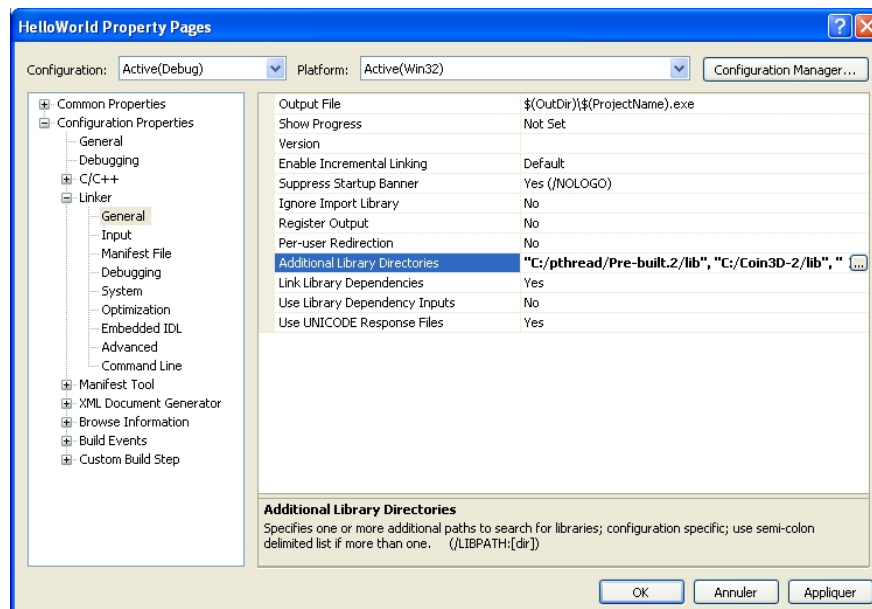 HelloWorld Property Pages
Configuration: Active(Debug) Platform: Active(Win32) Configuration Manager...
Common Properties
Configuration Properties
General
Debugging
C/C++
Linker
General
Input
Manifest File
Debugging
System
Optimization
Embedded IDL
Advanced
Command Line
Manifest Tool
XML Document Generator
Browse Information
Build Events
Custom Build Step
Output File $(OutDir)\$(ProjectName).exe
Show Progress Not Set
Version
Enable Incremental Linking Default
Suppress Startup Banner Yes (/NOLOGO)
Ignore Import Library No
Register Output No
Per-user Redirection No
Additional Library Directories "C:/pthread/Pre-built.2/lib", "C:/Coin3D-2/lib", " ...
Link Library Dependencies Yes
Use Library Dependency Inputs No
Use UNICODE Response Files Yes
Additional Library Directories
Specifies one or more additional paths to search for libraries; configuration specific; use semi-colon
delimited list if more than one. (/LIBPATH:[dir])
OK Annuler Appliquer